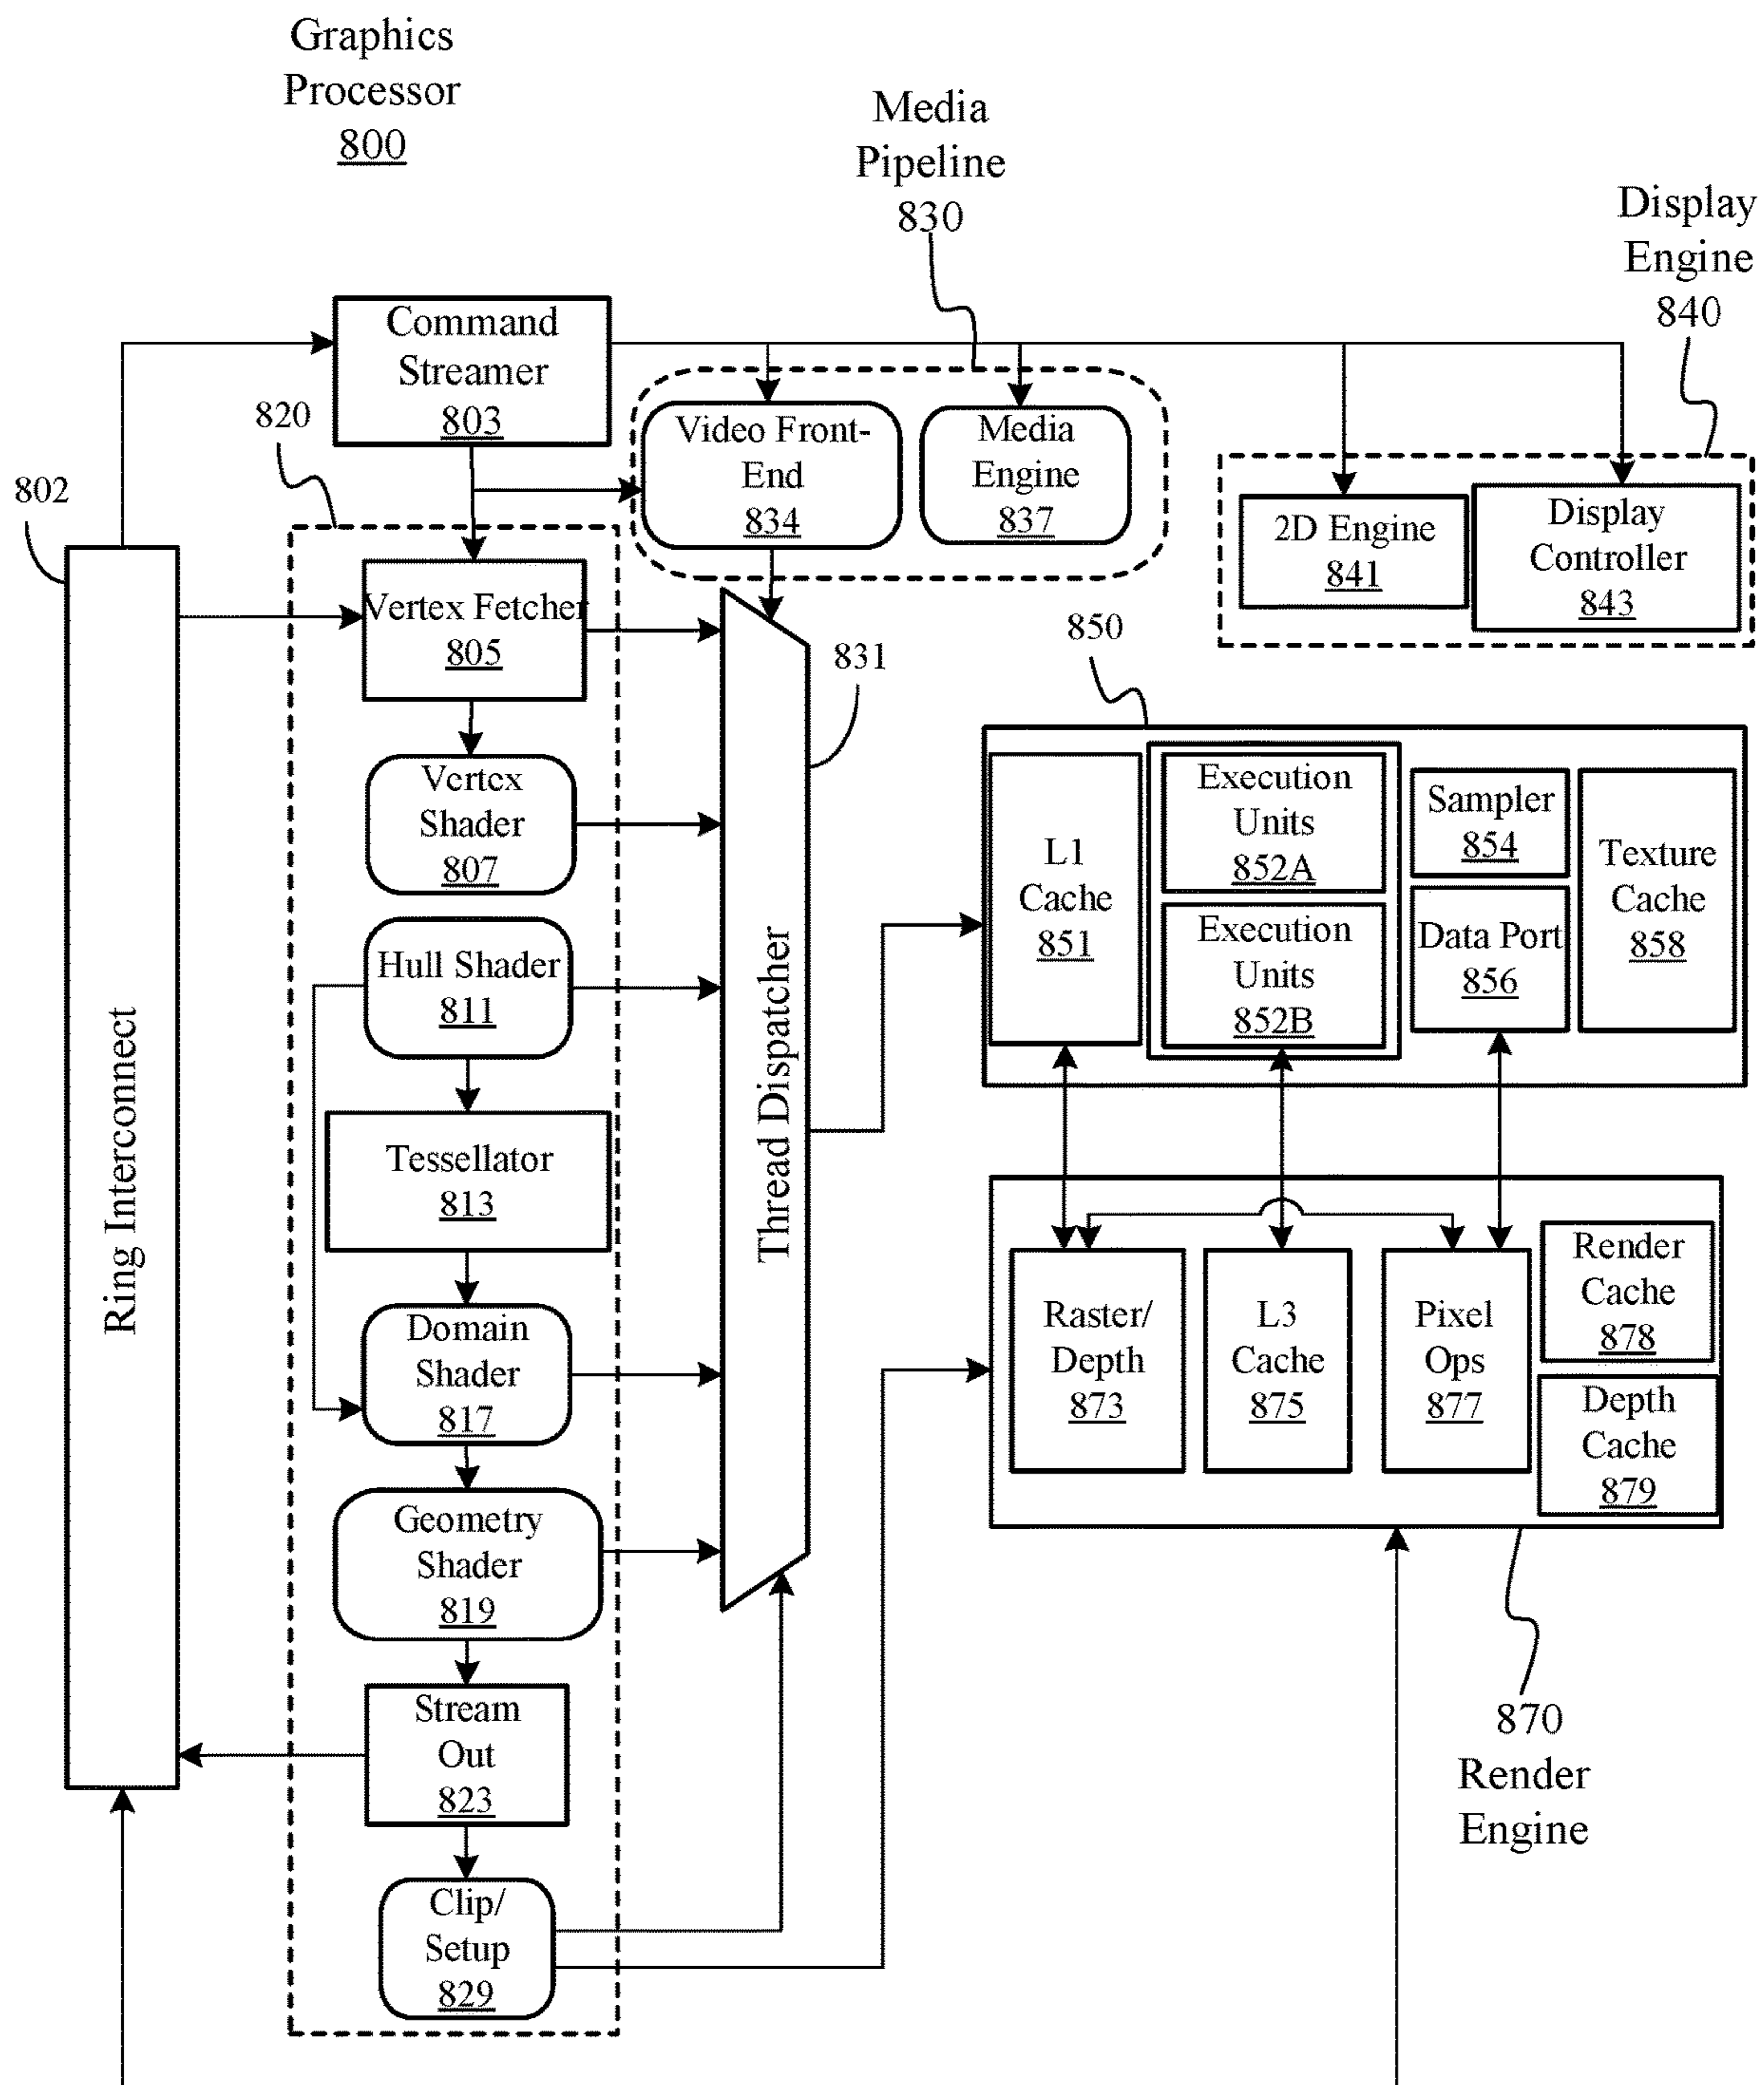 Graphics
Processor
800
Media
Pipeline
830
Display
Engine
840
Command
Streamer
803
820
802
Video Front-
End
834
Media
Engine
837
2D Engine
841
Display
Controller
843
Vertex Fetcher
805
831
850
Vertex
Shader
807
Hull Shader
811
Tessellator
813
Domain
Shader
817
Geometry
Shader
819
Stream
Out
823
Clip/
Setup
829
Ring Interconnect
Thread Dispatcher
L1
Cache
851
Execution
Units
852A
Execution
Units
852B
Sampler
854
Data Port
856
Texture
Cache
858
Raster/
Depth
873
L3
Cache
875
Pixel
Ops
877
Render
Cache
878
Depth
Cache
879
870
Render
Engine